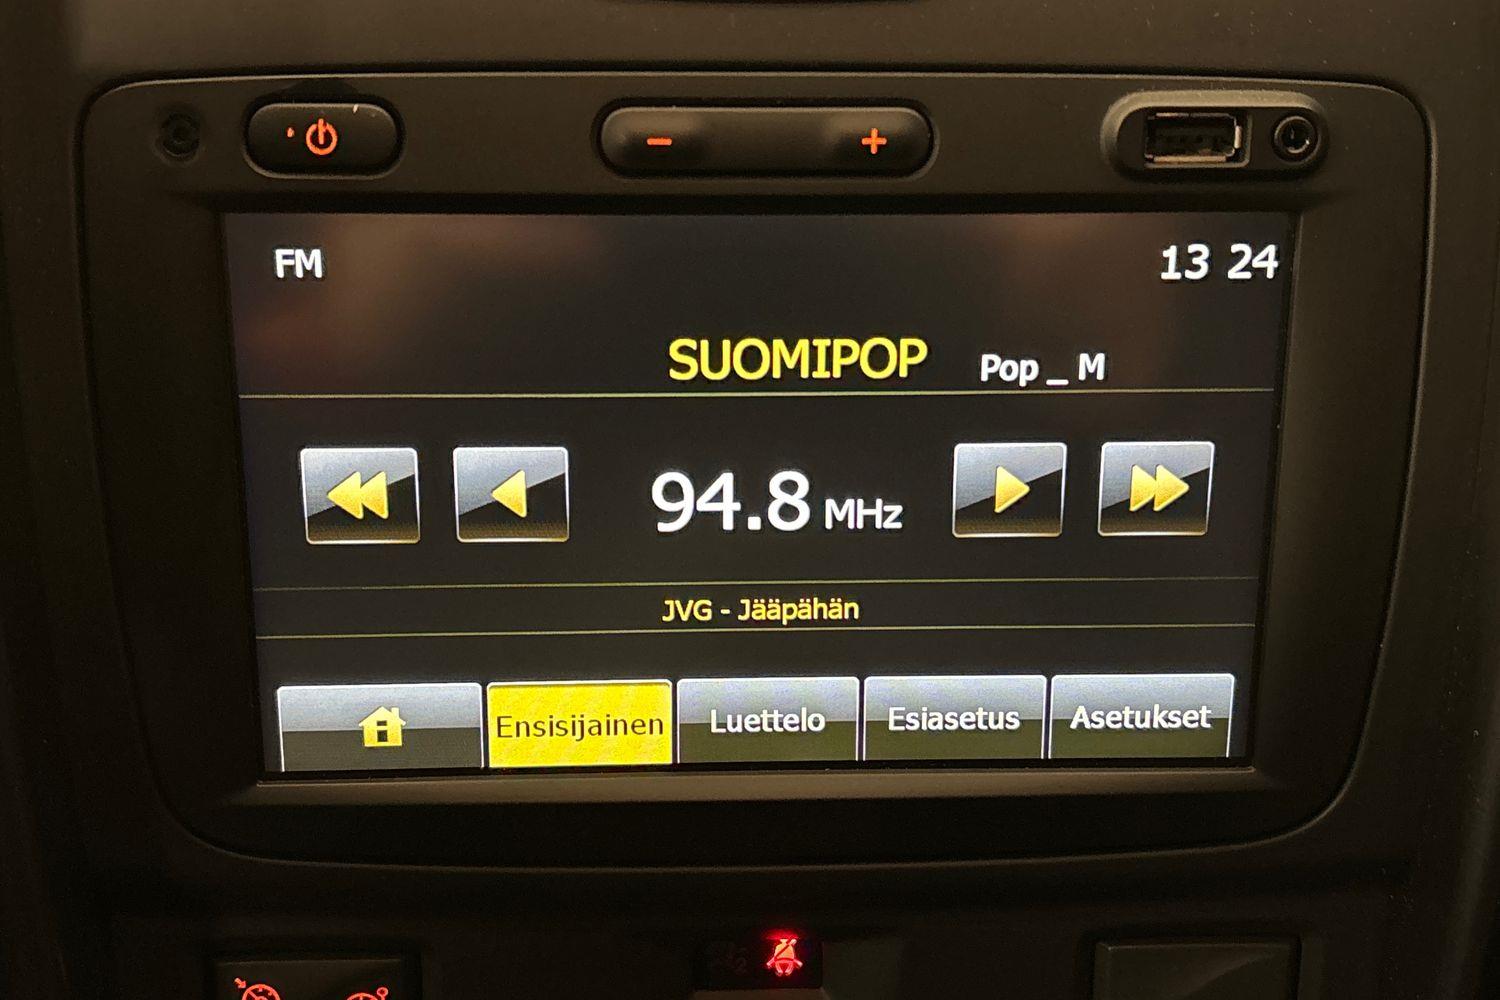 FM
13 24
SUOMIPOP Pop _ M
94.8 MHz
JVG - Jääpähän
Ensisijainen Luettelo Esiasetus Asetukset